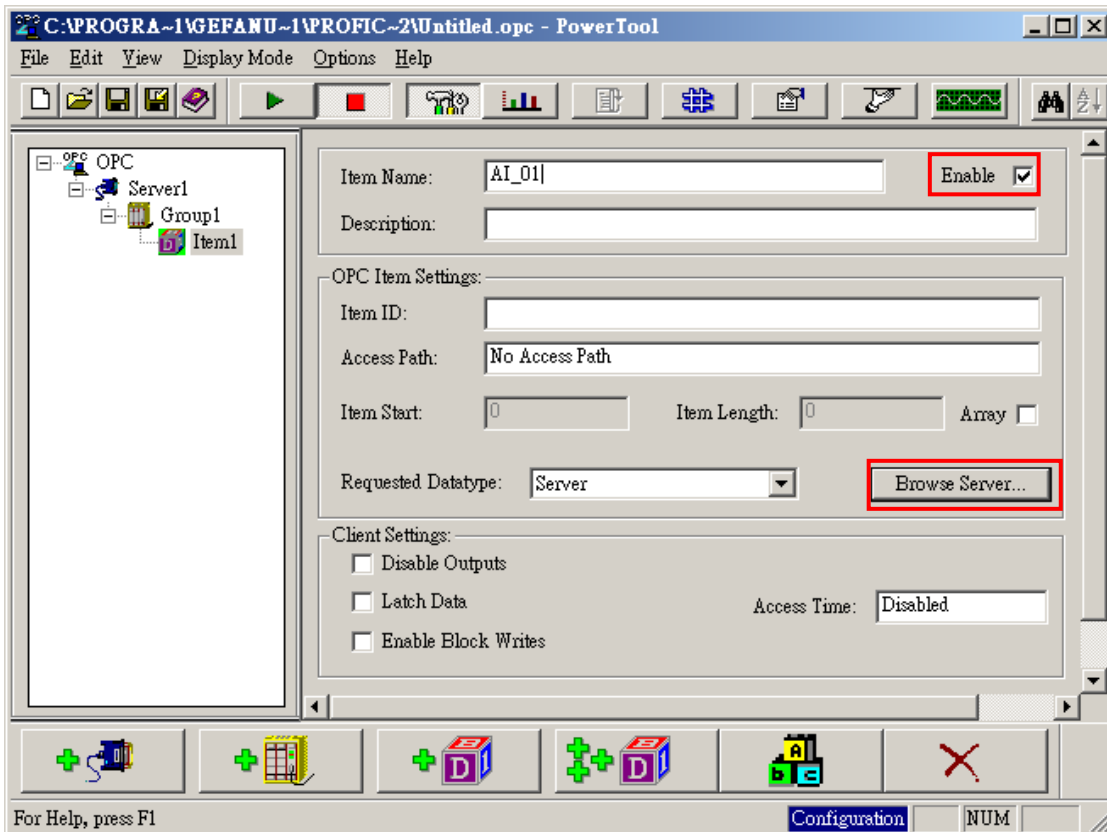 C:\PROGRA~1\GEFANU~1\PROFIC~2\Untitled.opc - PowerTool
File Edit View Display Mode Options Help
OPC
Server1
Group1
Item1
Item Name: AI_01 Enable
Description:
OPC Item Settings:
Item ID:
Access Path: No Access Path
Item Start: 0 Item Length: 0 Array
Requested Datatype: Server Browse Server...
Client Settings:
Disable Outputs
Latch Data Access Time: Disabled
Enable Block Writes
For Help, press F1 Configuration NUM